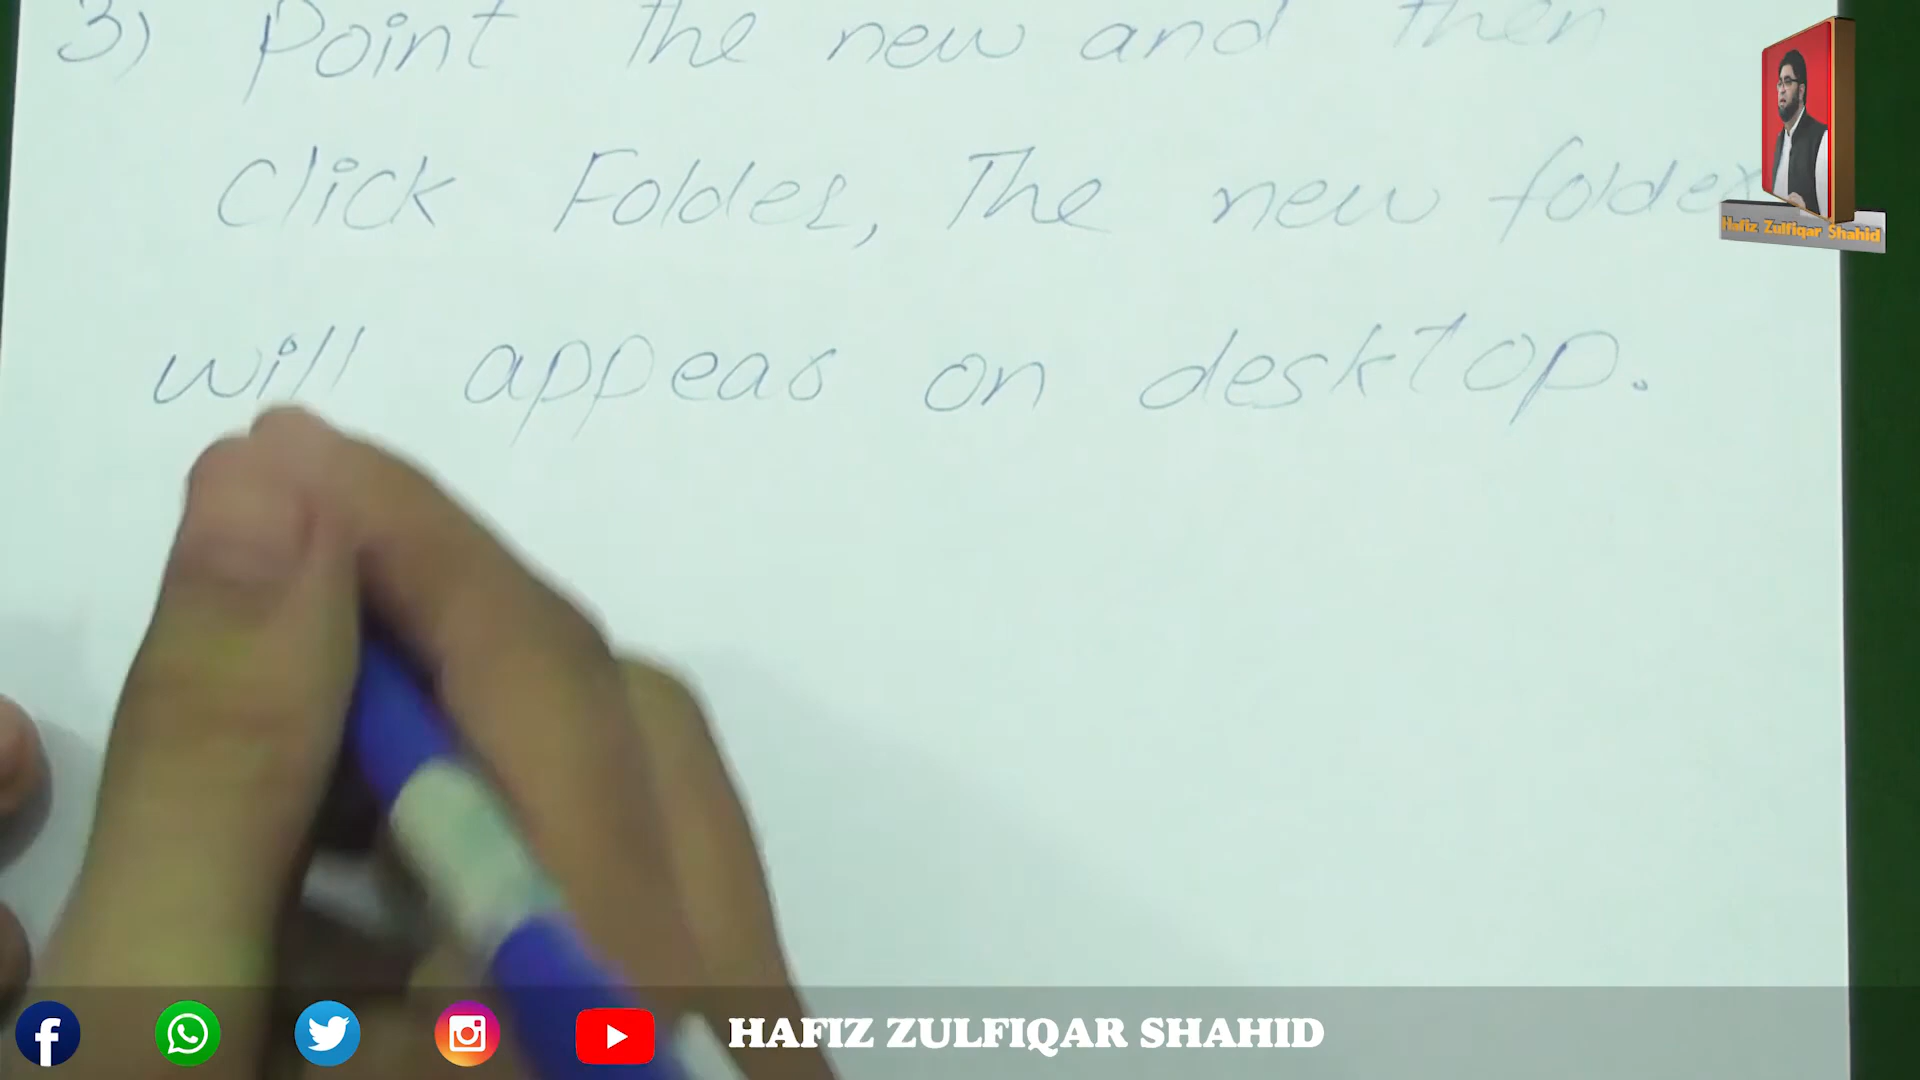 3) Point The new and then
Click Folder, The new folder
will appear on desktop.
Hafiz Zulfiqar Shahid
HAFIZ ZULFIQAR SHAHID